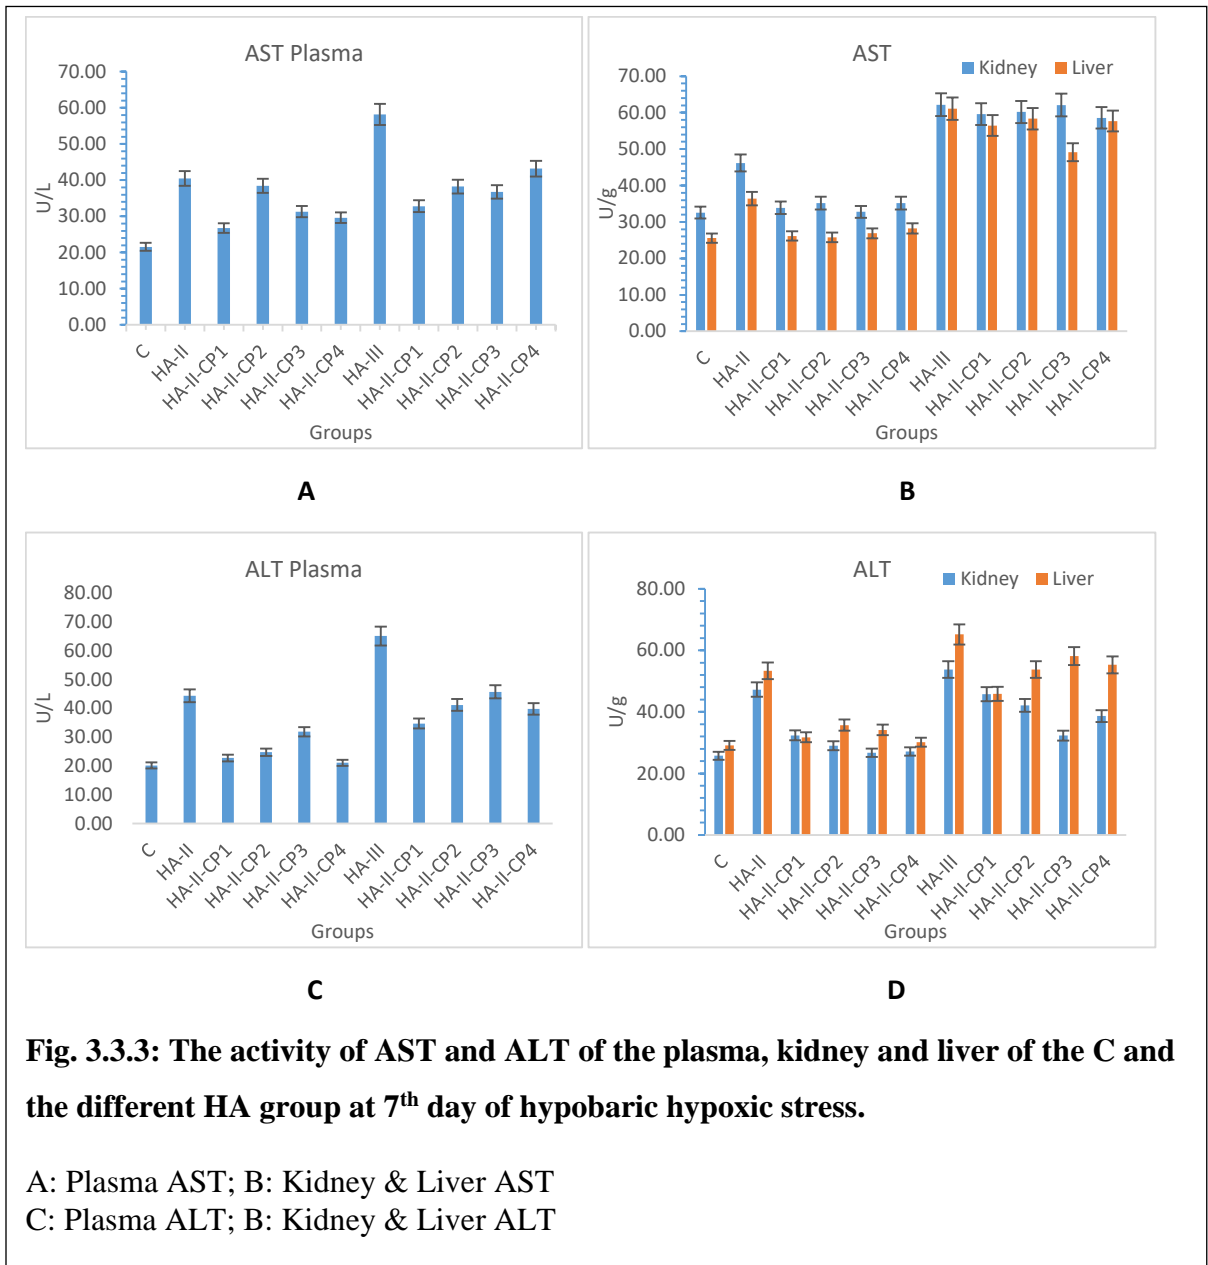 AST Plasma
70.00
60.00
50.00
40.00
30.00
20.00
10.00
0.00
U/L
C
HA-II
HA-II-CP1
HA-II-CP2
HA-II-CP3
HA-II-CP4
HA-III
HA-II-CP1
HA-II-CP2
HA-II-CP3
HA-II-CP4
Groups
A
AST
Kidney Liver
70.00
60.00
50.00
40.00
30.00
20.00
10.00
0.00
U/g
C
HA-II
HA-II-CP1
HA-II-CP2
HA-II-CP3
HA-II-CP4
HA-III
HA-II-CP1
HA-II-CP2
HA-II-CP3
HA-II-CP4
Groups
B
ALT Plasma
80.00
70.00
60.00
50.00
40.00
30.00
20.00
10.00
0.00
U/L
C
HA-II
HA-II-CP1
HA-II-CP2
HA-II-CP3
HA-II-CP4
HA-III
HA-II-CP1
HA-II-CP2
HA-II-CP3
HA-II-CP4
Groups
C
ALT
Kidney Liver
80.00
60.00
40.00
20.00
0.00
U/g
C
HA-II
HA-II-CP1
HA-II-CP2
HA-II-CP3
HA-II-CP4
HA-III
HA-II-CP1
HA-II-CP2
HA-II-CP3
HA-II-CP4
Groups
D
Fig. 3.3.3: The activity of AST and ALT of the plasma, kidney and liver of the C and
the different HA group at 7th day of hypobaric hypoxic stress.
A: Plasma AST; B: Kidney & Liver AST
C: Plasma ALT; B: Kidney & Liver ALT